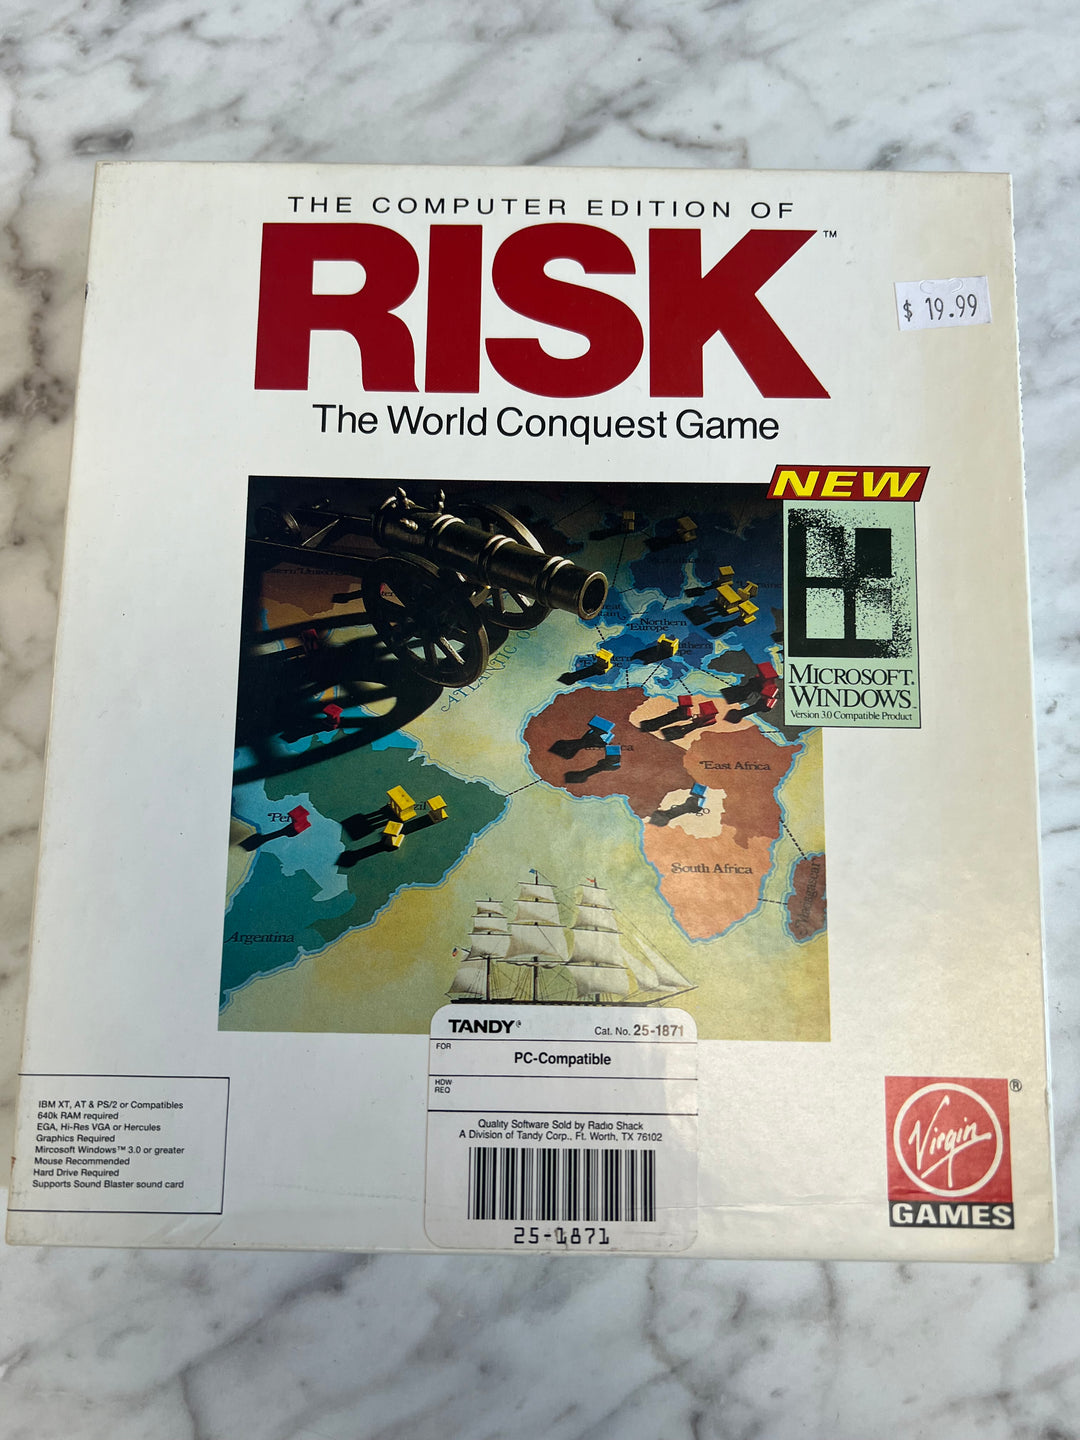 THE COMPUTER EDITION OF
RISK™
$ 19.99
The World Conquest Game
NEW
MICROSOFT®
WINDOWS™
Version 3.0 Compatible Product
ATLANTIC
Northern
Europe
East Africa
South Africa
Madagascar
Argentina
TANDY®
Cat. No. 25-1871
FOR
PC-Compatible
HDW
REQ
Quality Software Sold by Radio Shack
A Division of Tandy Corp., Ft. Worth, TX 76102
25-1871
IBM XT, AT & PS/2 or Compatibles
640k RAM required
EGA, Hi-Res VGA or Hercules
Graphics Required
Mircosoft Windows™ 3.0 or greater
Mouse Recommended
Hard Drive Required
Supports Sound Blaster sound card
Virgin®
GAMES